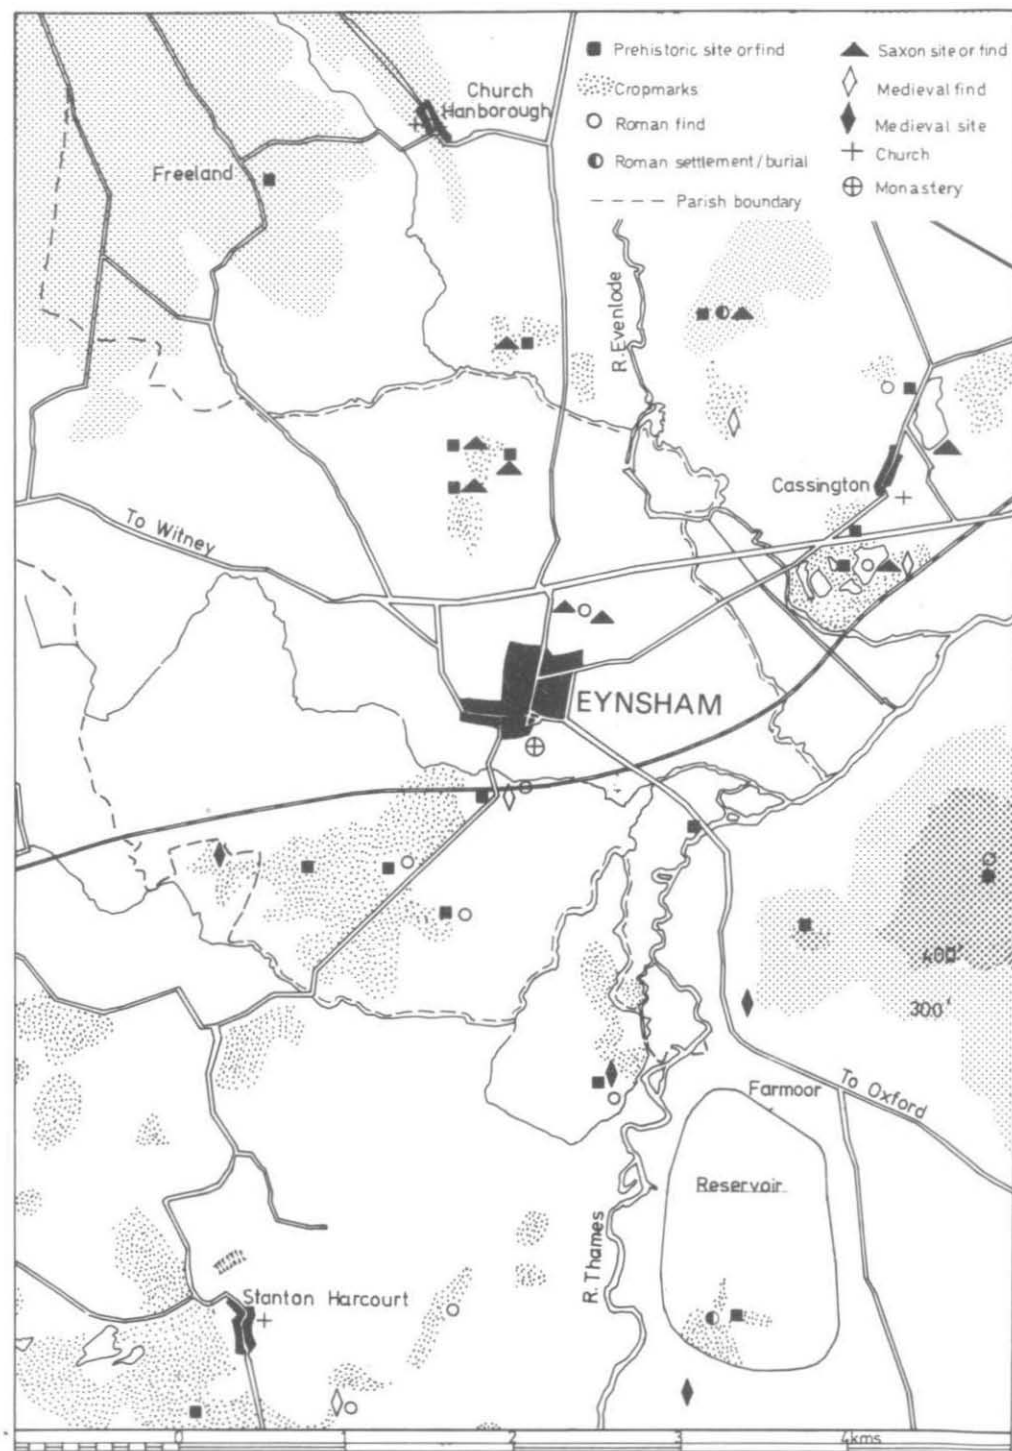 Prehistoric site or find
Cropmarks
Roman find
Roman settlement/burial
Parish boundary
Saxon site or find
Medieval find
Medieval site
Church
Monastery
Church
Hanborough
Freeland
R. Evenlode
Cassington
To Witney
EYNSHAM
400'
300'
Farmoor
To Oxford
Reservoir
R. Thames
Stanton Harcourt
0 1 2 3 4kms